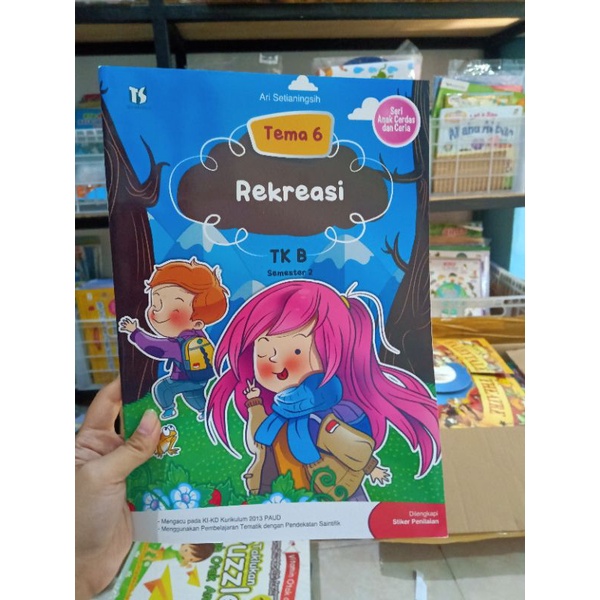 TS
Ari Setianingsih
Tema 6
Seri
Anak Cerdas
dan Ceria
Rekreasi
TK B
Semester 2
- Mengacu pada KI-KD Kurikulum 2013 PAUD
- Menggunakan Pembelajaran Tematik dengan Pendekatan Saintifik
Dilengkapi
Stiker Penilaian
Taklukan